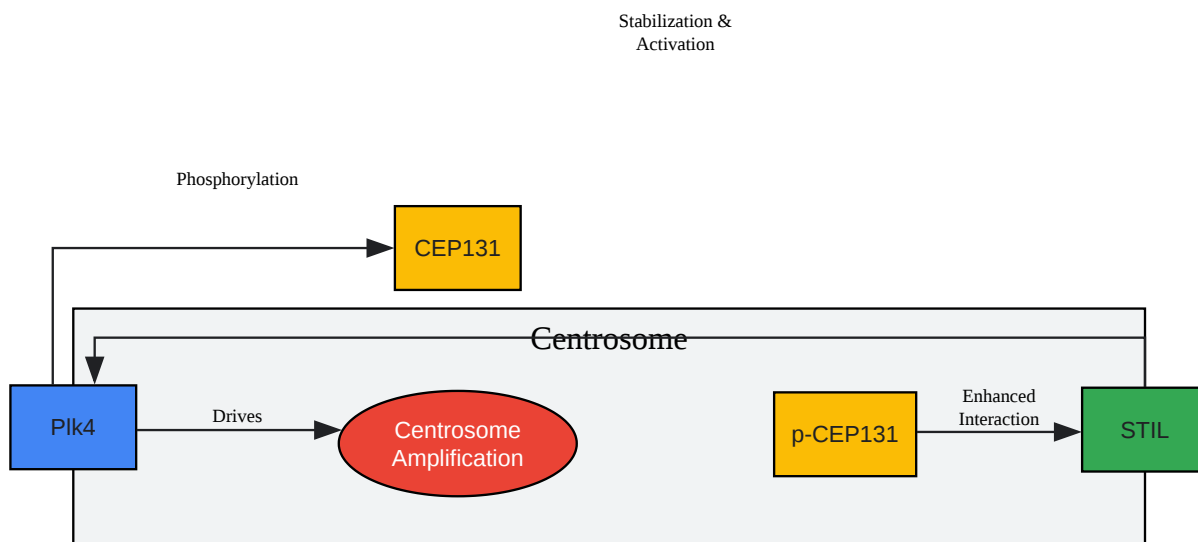 Stabilization &
Activation
Phosphorylation
CEP131
Centrosome
Plk4
Drives
Centrosome
Amplification
p-CEP131
Enhanced
Interaction
STIL